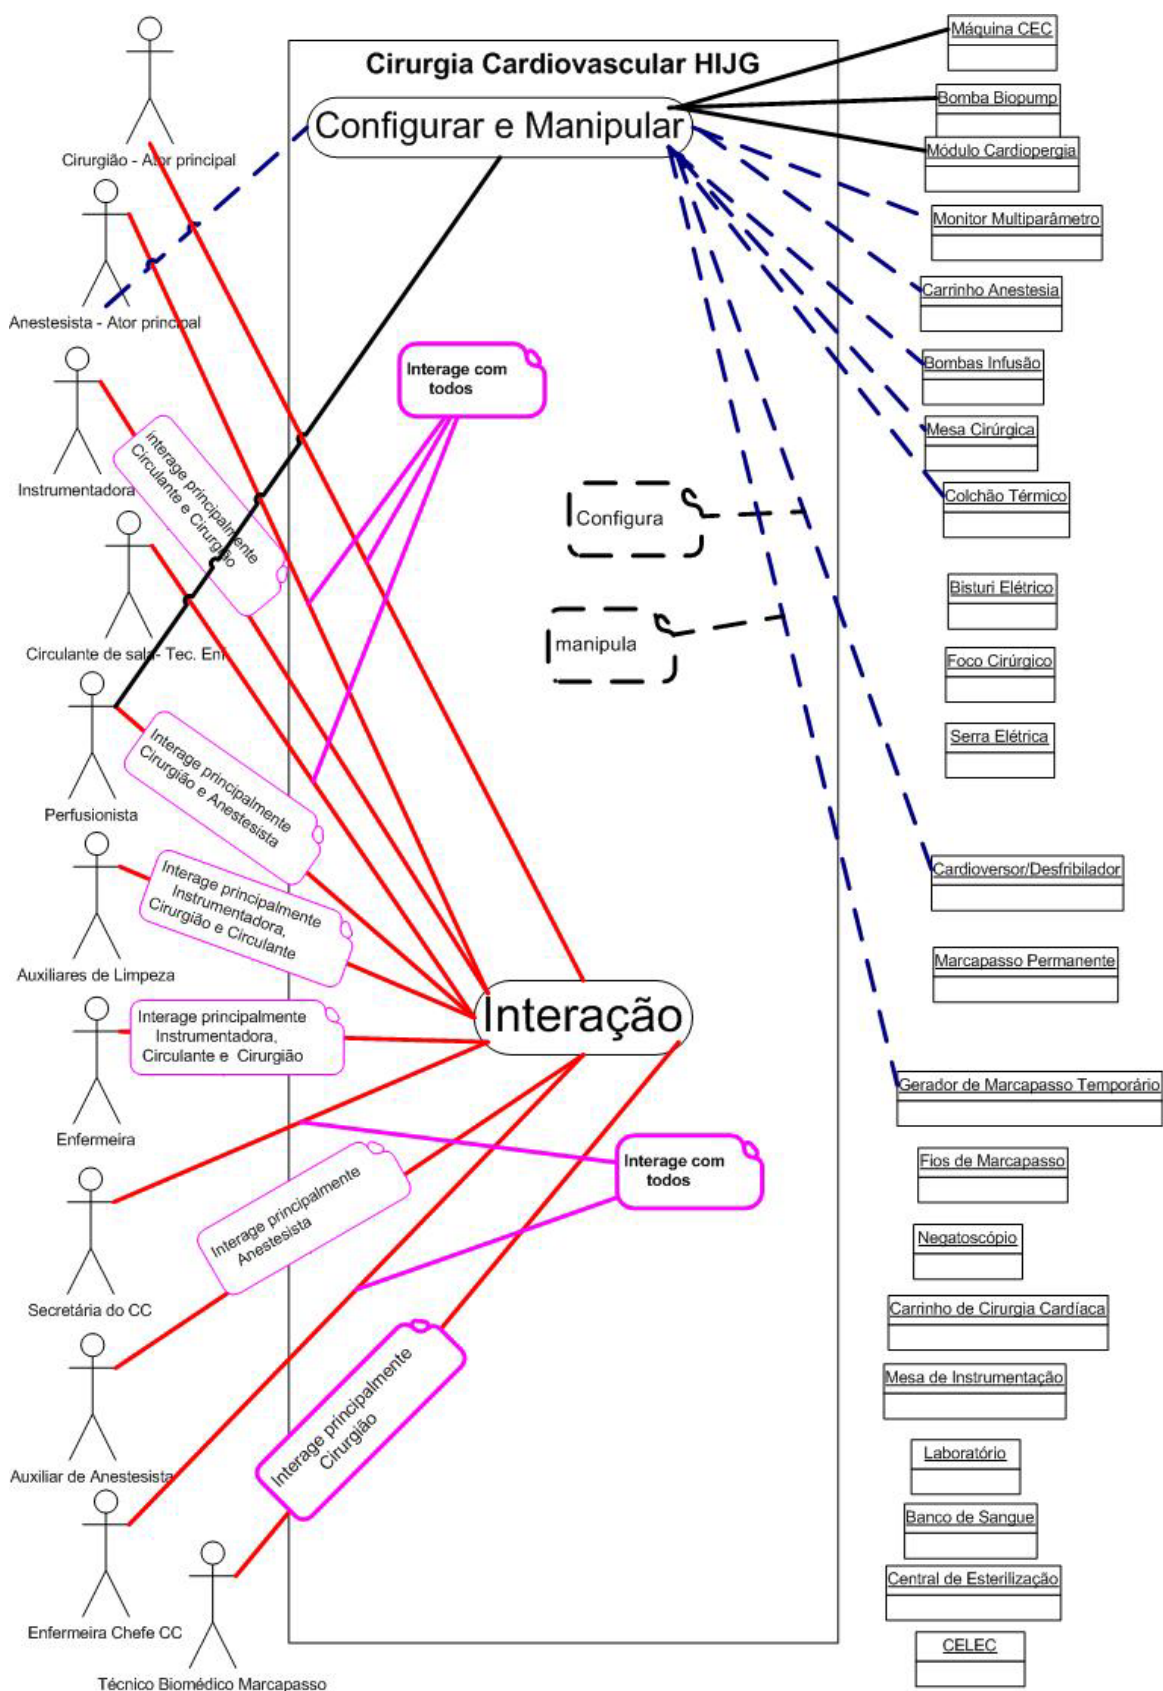 Cirurgia Cardiovascular HIJG
Configurar e Manipular
Cirurgião - Ator principal
Anestesista - Ator principal
Instrumentadora
Circulante de sala- Tec. Enf
Perfusionista
Auxiliares de Limpeza
Enfermeira
Secretária do CC
Auxiliar de Anestesista
Enfermeira Chefe CC
Técnico Biomédico Marcapasso
Interage com
todos
interage principalmente
Circulante e Cirurgião
Configura
manipula
Interage principalmente
Cirurgião e Anestesista
Interage principalmente
Instrumentadora,
Cirurgião e Circulante
Interage principalmente
Instrumentadora,
Circulante e Cirurgião
Interação
Interage com
todos
Interage principalmente
Anestesista
Interage principalmente
Cirurgião
Máquina CEC
Bomba Biopump
Módulo Cardiopergia
Monitor Multiparâmetro
Carrinho Anestesia
Bombas Infusão
Mesa Cirúrgica
Colchão Térmico
Bisturi Elétrico
Foco Cirúrgico
Serra Elétrica
Cardioversor/Desfribilador
Marcapasso Permanente
Gerador de Marcapasso Temporário
Fios de Marcapasso
Negatoscópio
Carrinho de Cirurgia Cardíaca
Mesa de Instrumentação
Laboratório
Banco de Sangue
Central de Esterilização
CELEC